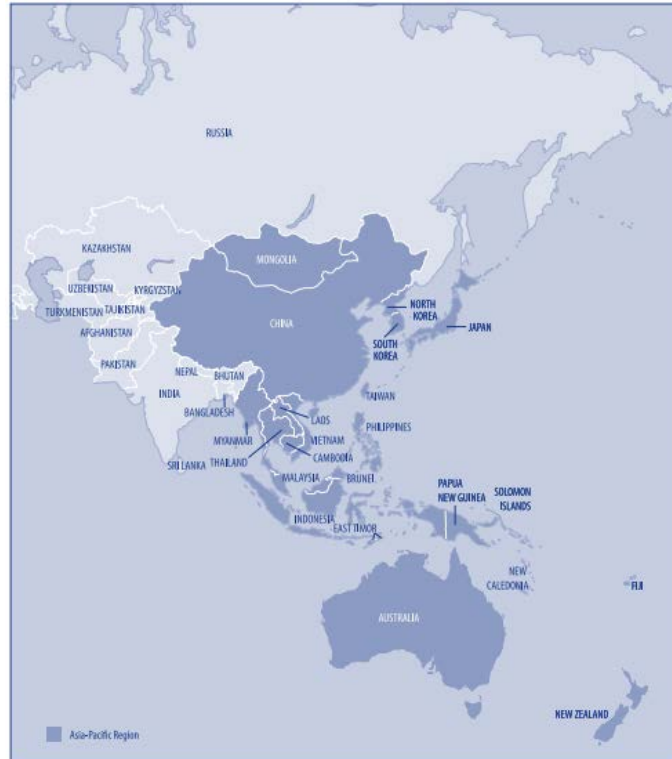 RUSSIA
KAZAKHSTAN
MONGOLIA
UZBEKISTAN
KYRGYZSTAN
TURKMENISTAN
TAJIKISTAN
NORTH
KOREA
CHINA
JAPAN
AFGHANISTAN
SOUTH
KOREA
PAKISTAN
NEPAL
BHUTAN
INDIA
TAIWAN
BANGLADESH
LAOS
PHILIPPINES
MYANMAR
VIETNAM
CAMBODIA
SRI LANKA
THAILAND
MALAYSIA
BRUNEI
PAPUA
NEW GUINEA
SOLOMON
ISLANDS
INDONESIA
EAST TIMOR
NEW
CALEDONIA
FIJI
AUSTRALIA
NEW ZEALAND
Asia-Pacific Region